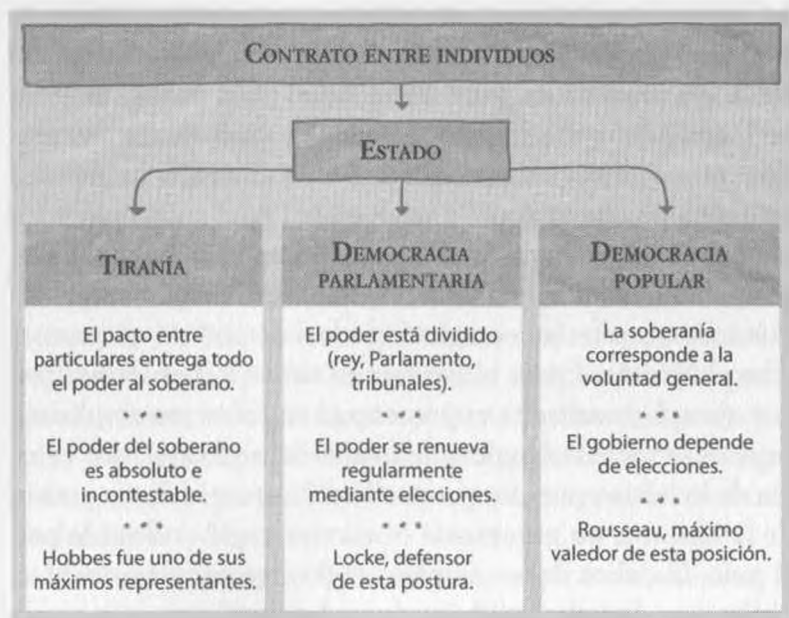 CONTRATO ENTRE INDIVIDUOS
ESTADO
TIRANÍA
El pacto entre
particulares entrega todo
el poder al soberano.
* * *
El poder del soberano
es absoluto e
incontestable.
* * *
Hobbes fue uno de sus
máximos representantes.
DEMOCRACIA
PARLAMENTARIA
El poder está dividido
(rey, Parlamento,
tribunales).
* * *
El poder se renueva
regularmente
mediante elecciones.
* * *
Locke, defensor
de esta postura.
DEMOCRACIA
POPULAR
La soberanía
corresponde a la
voluntad general.
* * *
El gobierno depende
de elecciones.
* * *
Rousseau, máximo
valedor de esta posición.